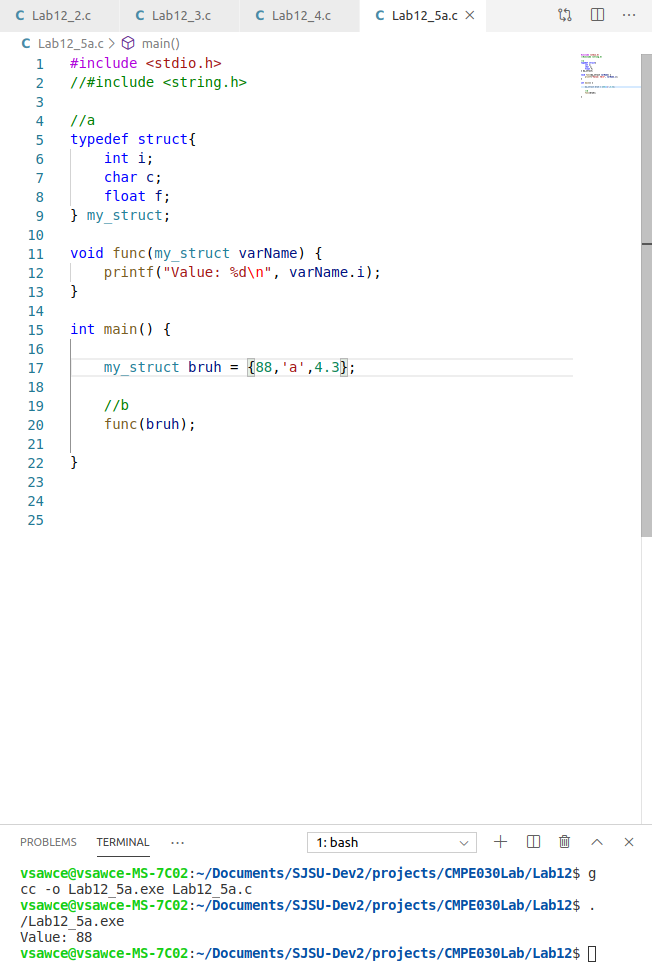 C Lab12_2.c C Lab12_3.c C Lab12_4.c C Lab12_5a.c ×
C Lab12_5a.c > main()
1 #include <stdio.h>
2 //#include <string.h>
3
4 //a
5 typedef struct{
6     int i;
7     char c;
8     float f;
9 } my_struct;
10
11 void func(my_struct varName) {
12     printf("Value: %d\n", varName.i);
13 }
14
15 int main() {
16
17     my_struct bruh = {88,'a',4.3};
18
19     //b
20     func(bruh);
21
22 }
23
24
25
PROBLEMS TERMINAL ··· 1: bash
vsawce@vsawce-MS-7C02:~/Documents/SJSU-Dev2/projects/CMPE030Lab/Lab12$ g
cc -o Lab12_5a.exe Lab12_5a.c
vsawce@vsawce-MS-7C02:~/Documents/SJSU-Dev2/projects/CMPE030Lab/Lab12$ .
/Lab12_5a.exe
Value: 88
vsawce@vsawce-MS-7C02:~/Documents/SJSU-Dev2/projects/CMPE030Lab/Lab12$